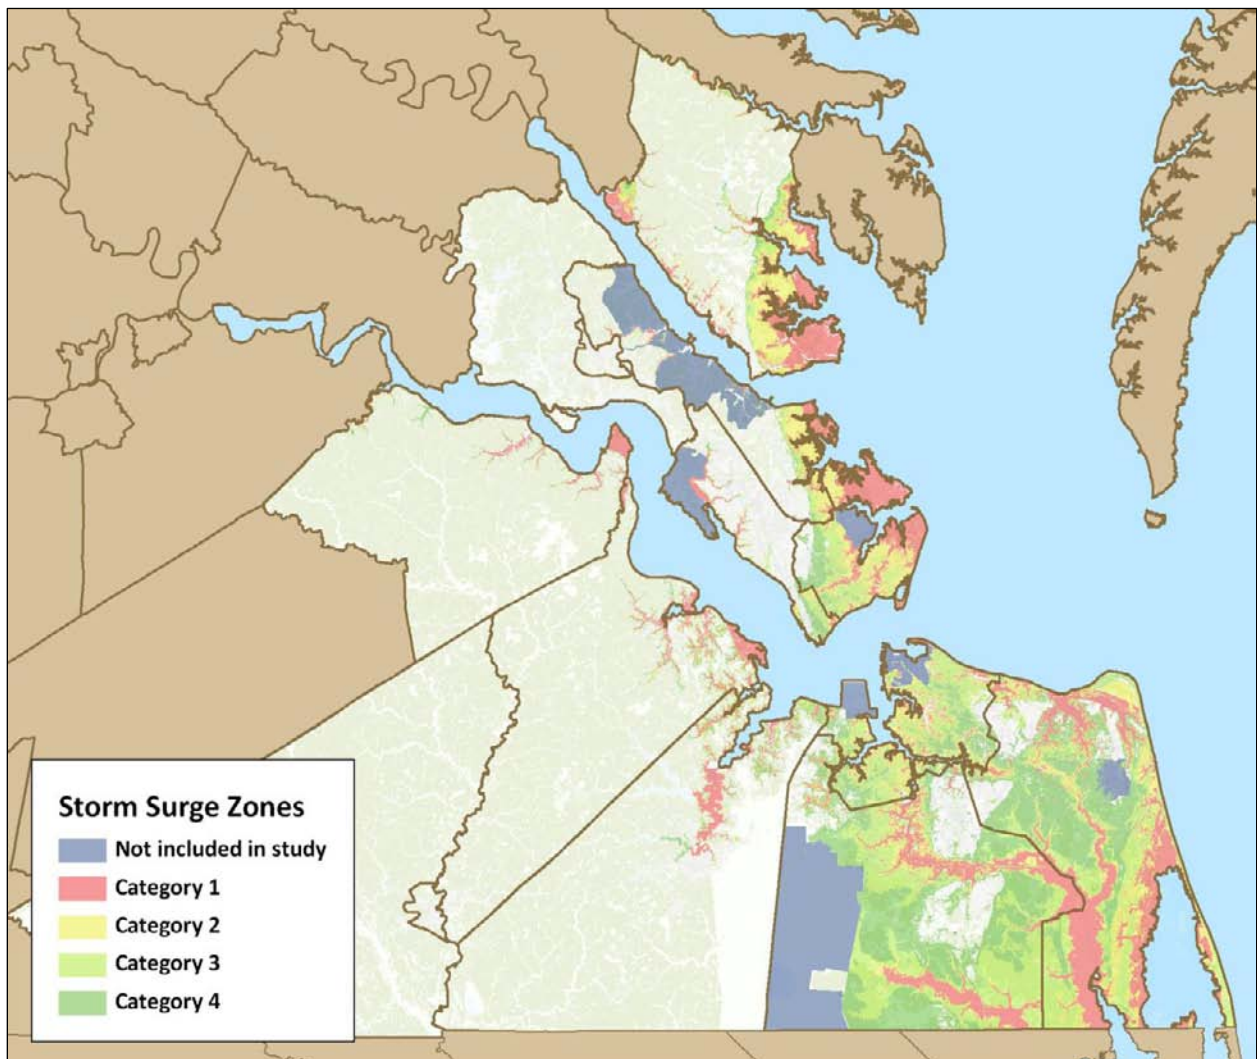 Storm Surge Zones
Not included in study
Category 1
Category 2
Category 3
Category 4